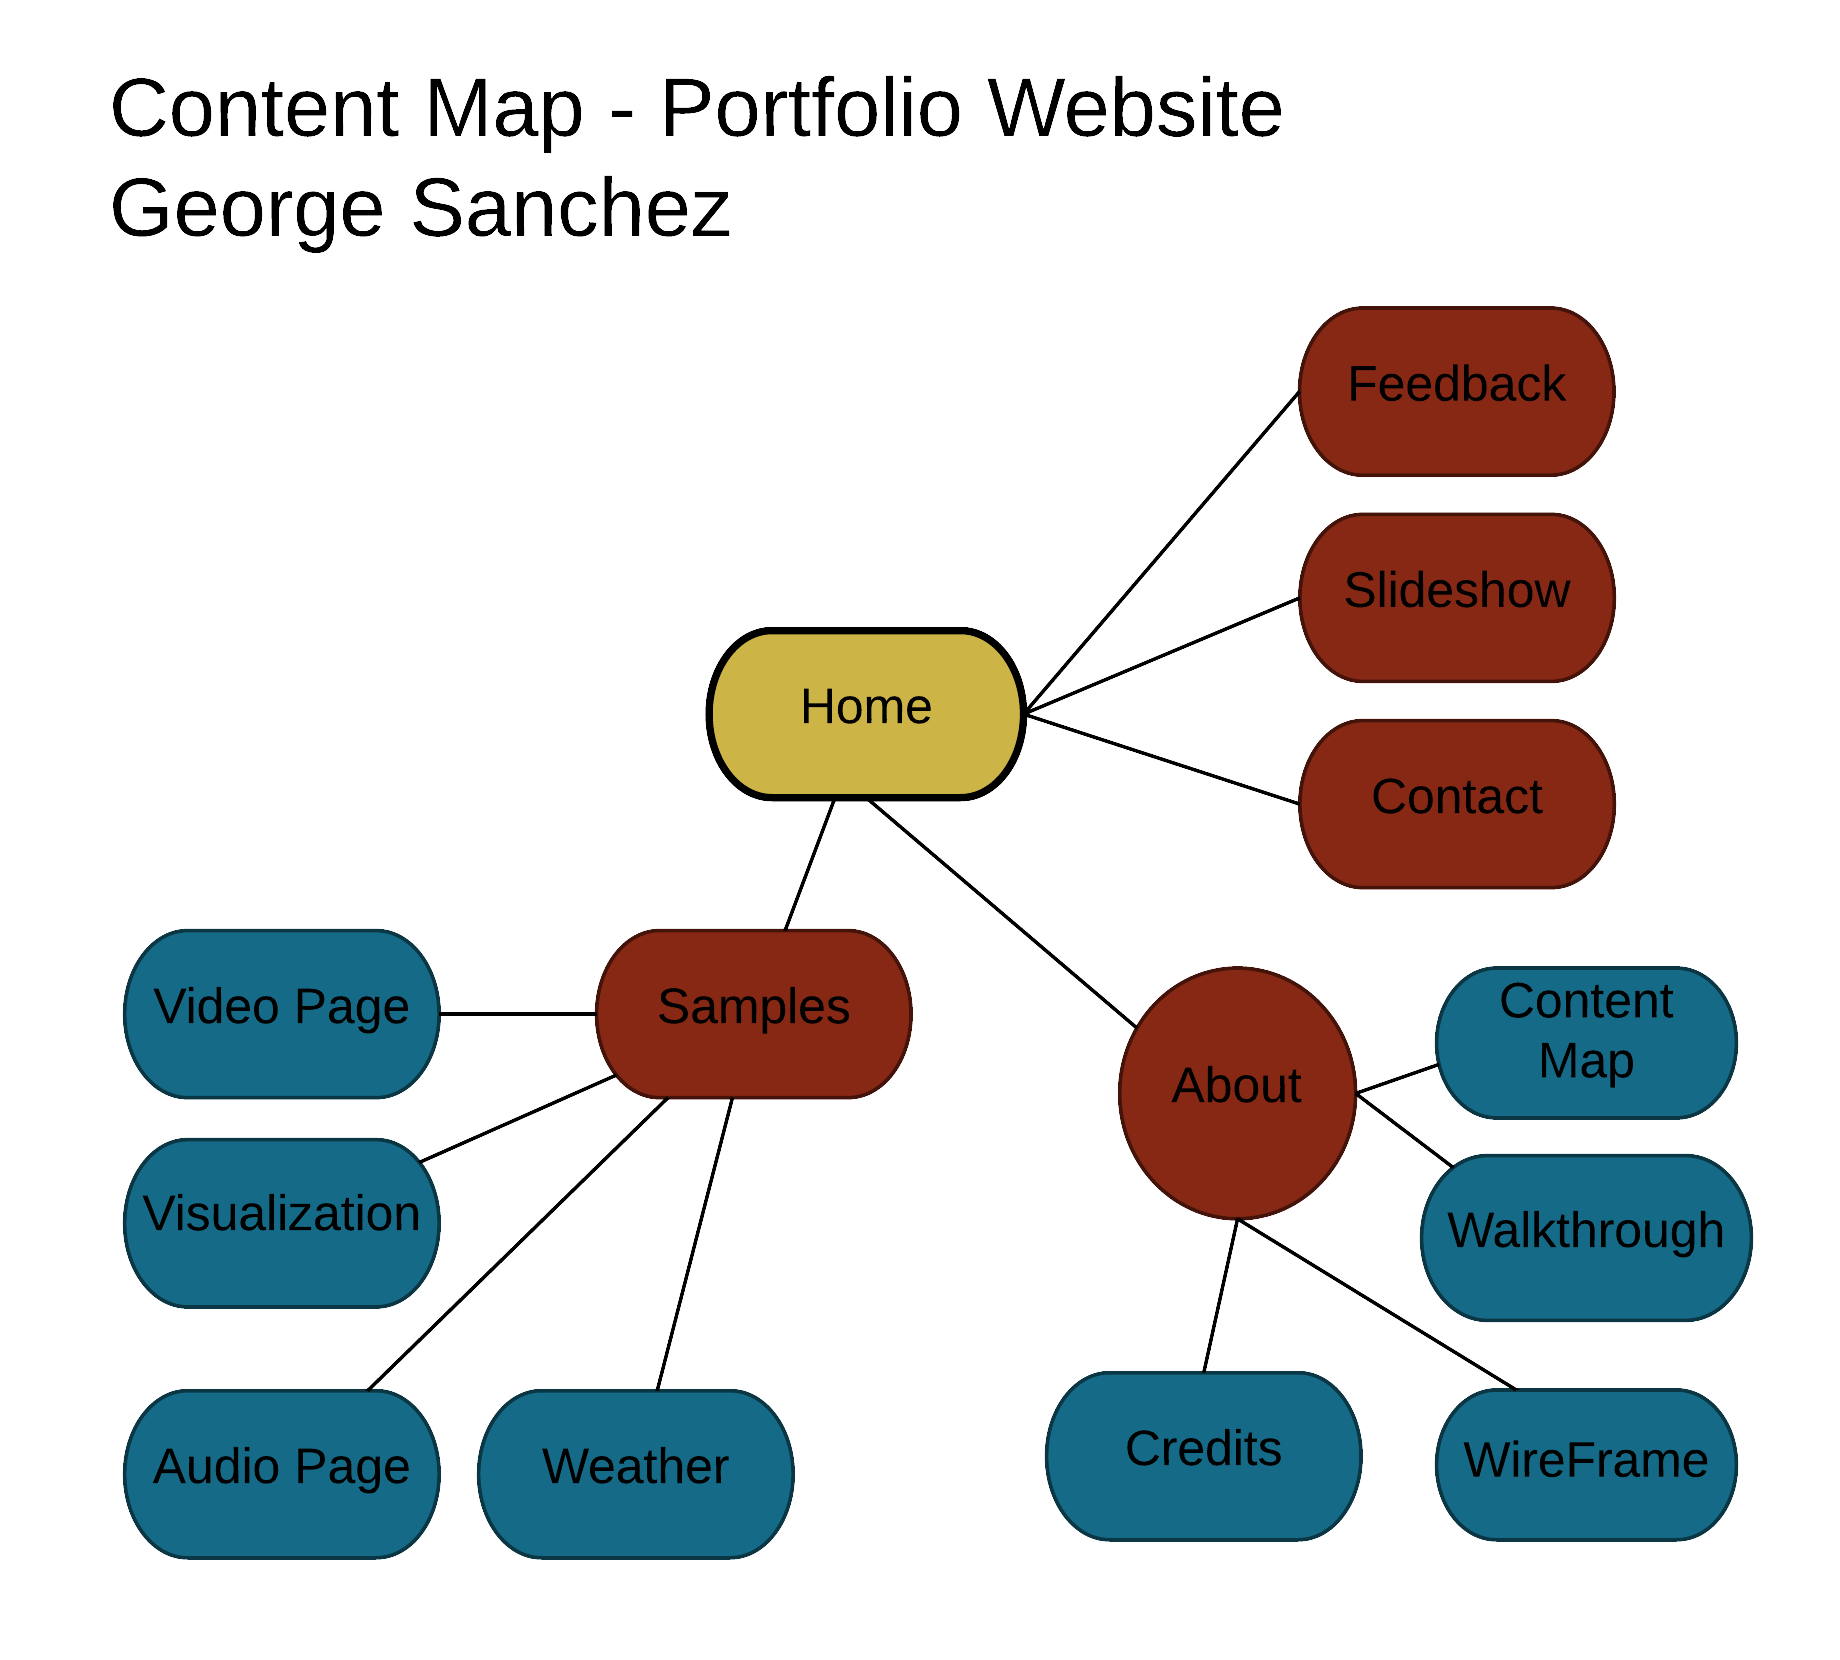 Content Map - Portfolio Website
George Sanchez
Feedback
Slideshow
Home
Contact
Video Page
Samples
Content
Map
About
Visualization
Walkthrough
Audio Page
Weather
Credits
WireFrame